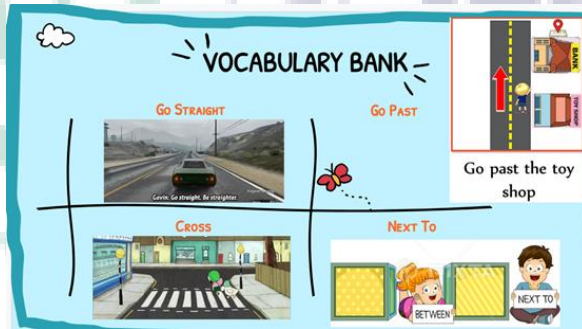 VOCABULARY BANK
GO STRAIGHT
GO PAST
Gavin: Go straight. Be straighter.
BANK
TOY SHOP
Go past the toy
shop
CROSS
NEXT TO
BETWEEN
NEXT TO